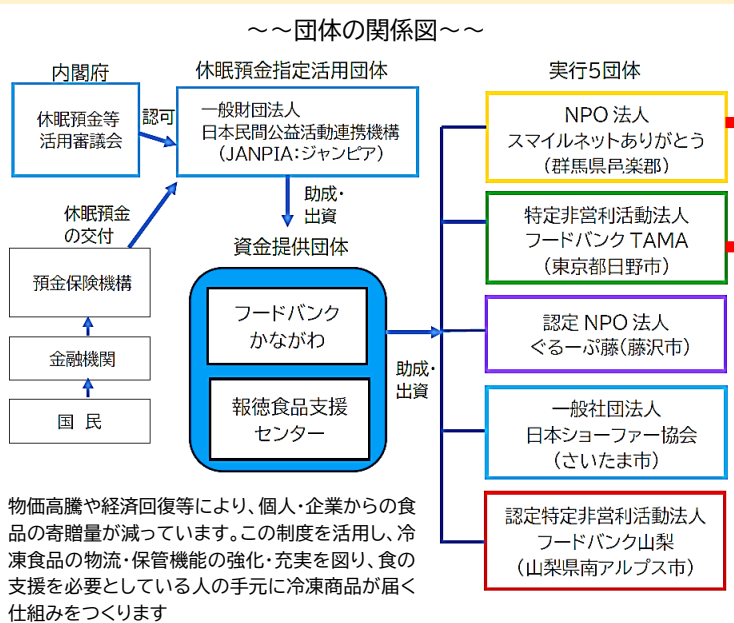 ～～団体の関係図～～
内閣府
休眠預金等
活用審議会
認可
休眠預金指定活用団体
一般財団法人
日本民間公益活動連携機構
（JANPIA：ジャンピア）
休眠預金
の交付
預金保険機構
金融機関
国 民
助成・
出資
資金提供団体
フードバンク
かながわ
報徳食品支援
センター
助成・
出資
実行5団体
NPO 法人
スマイルネットありがとう
（群馬県邑楽郡）
特定非営利活動法人
フードバンク TAMA
（東京都日野市）
認定 NPO 法人
ぐるーぷ藤（藤沢市）
一般社団法人
日本ショーファー協会
（さいたま市）
認定特定非営利活動法人
フードバンク山梨
（山梨県南アルプス市）
物価高騰や経済回復等により、個人・企業からの食
品の寄贈量が減っています。この制度を活用し、冷
凍食品の物流・保管機能の強化・充実を図り、食の
支援を必要としている人の手元に冷凍商品が届く
仕組みをつくります